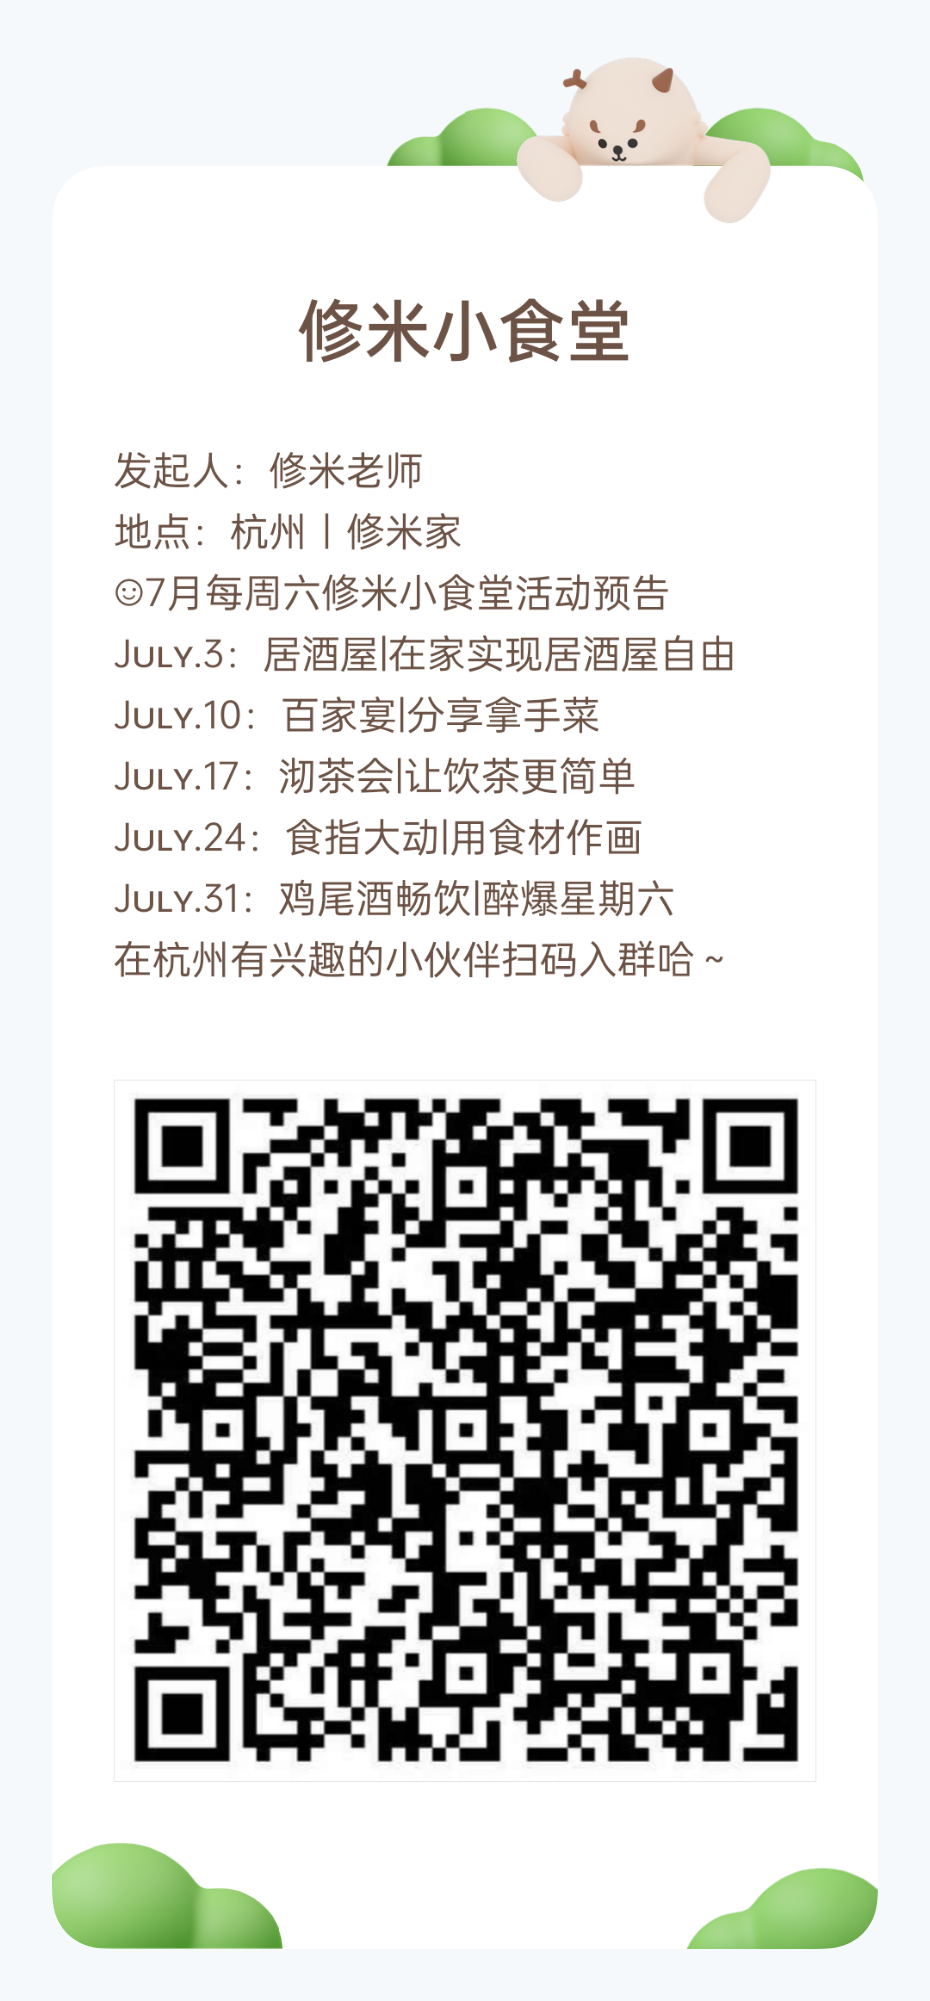 修米小食堂
发起人：修米老师
地点：杭州丨修米家
☺7月每周六修米小食堂活动预告
JULY.3：居酒屋|在家实现居酒屋自由
JULY.10：百家宴|分享拿手菜
JULY.17：沏茶会|让饮茶更简单
JULY.24：食指大动|用食材作画
JULY.31：鸡尾酒畅饮|醉爆星期六
在杭州有兴趣的小伙伴扫码入群哈～